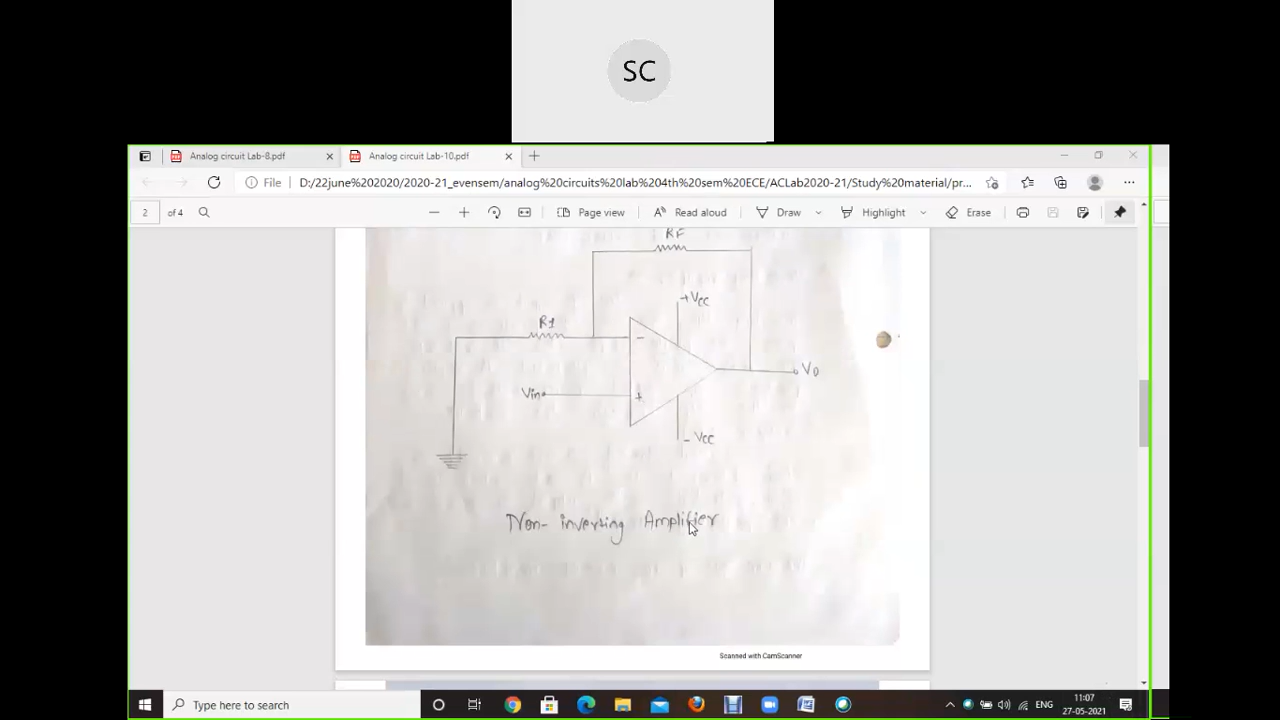 SC
Analog circuit Lab-8.pdf
Analog circuit Lab-10.pdf
File
D:/22june%202020/2020-21_evensem/analog%20circuits%20lab%204th%20sem%20ECE/ACLab2020-21/Study%20material/pr...
2 of 4
Page view
Read aloud
Draw
Highlight
Erase
RF
+Vcc
R1
-
Vin
+
Vo
- Vcc
Non-inverting Amplifier
Scanned with CamScanner
Type here to search
ENG
11:07
27-05-2021